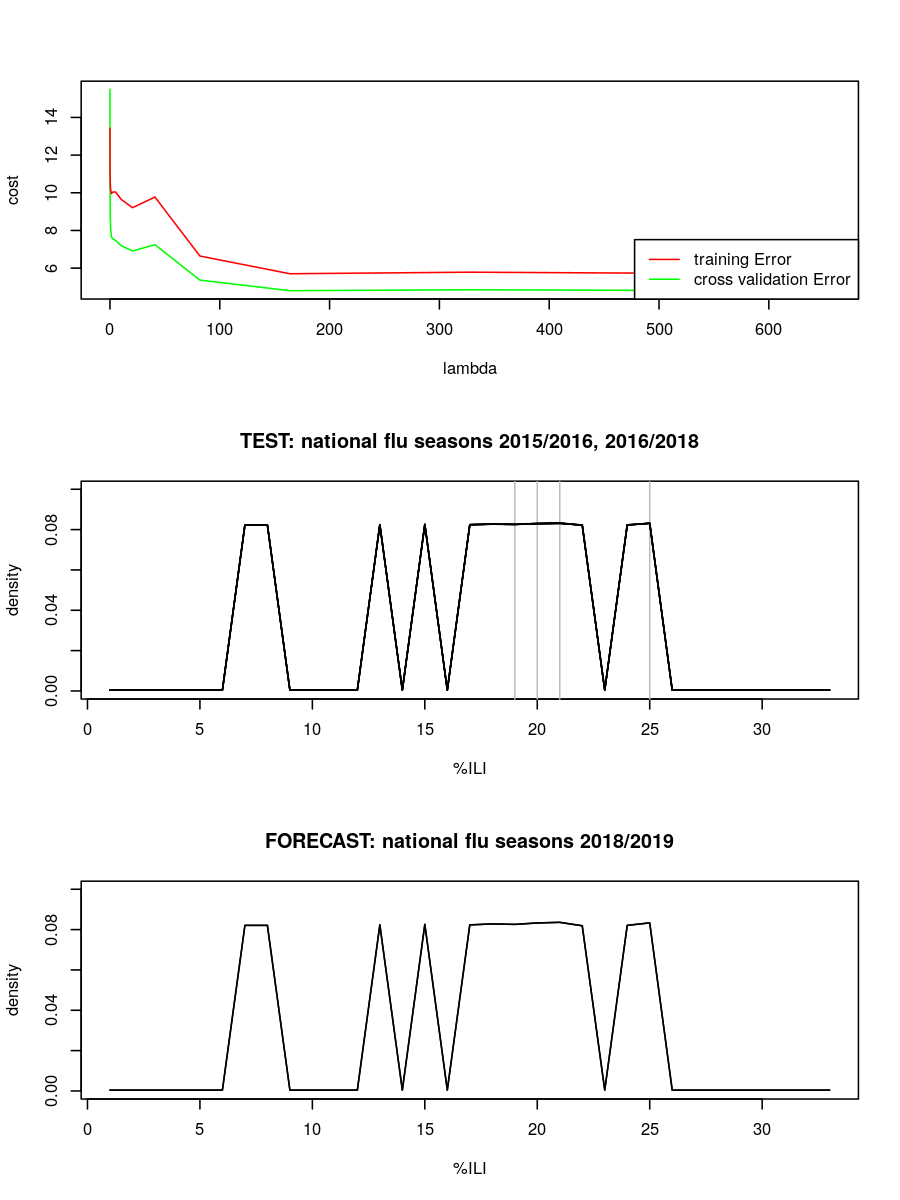 cost
14
12
10
8
6
training Error
cross validation Error
0 100 200 300 400 500 600
lambda
TEST: national flu seasons 2015/2016, 2016/2018
density
0.08
0.04
0.00
0 5 10 15 20 25 30
%ILI
FORECAST: national flu seasons 2018/2019
density
0.08
0.04
0.00
0 5 10 15 20 25 30
%ILI